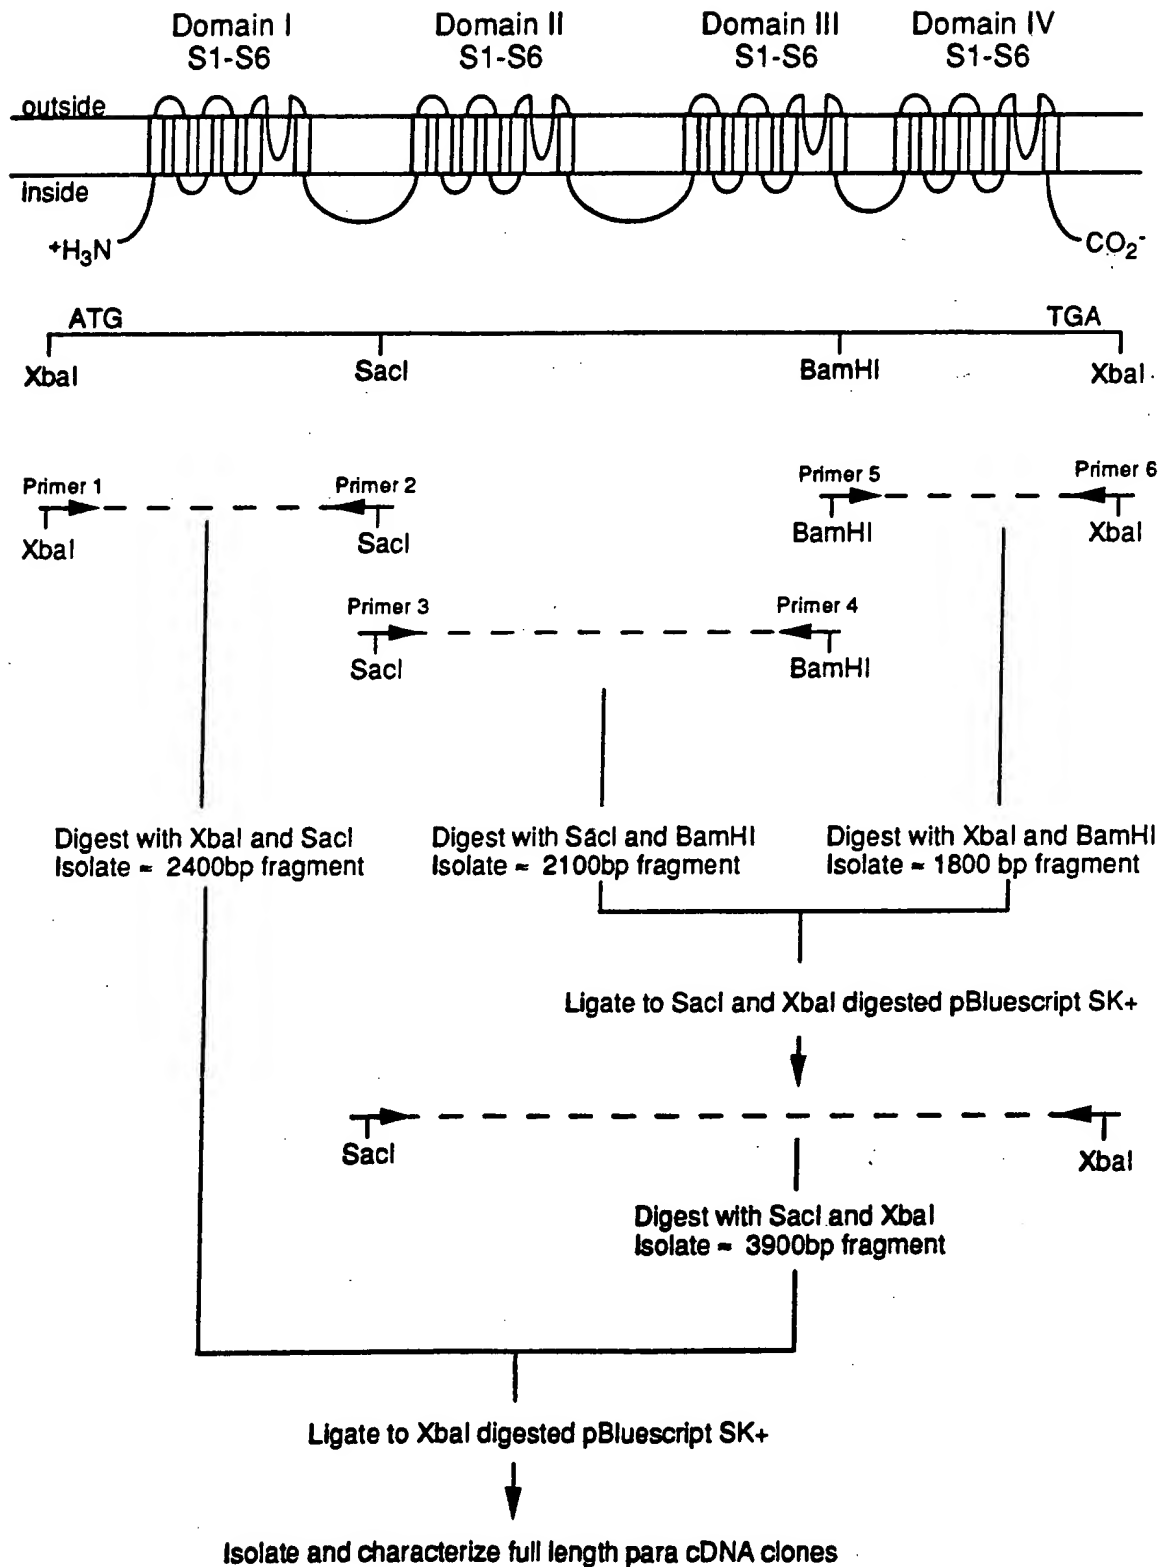 Domain I
S1-S6
Domain II
S1-S6
Domain III
S1-S6
Domain IV
S1-S6
outside
inside
+H3N
CO2-
ATG
TGA
XbaI
SacI
BamHI
XbaI
Primer 1
Primer 2
Primer 5
Primer 6
XbaI
SacI
BamHI
XbaI
Primer 3
Primer 4
SacI
BamHI
Digest with XbaI and SacI
Isolate ≈ 2400bp fragment
Digest with SacI and BamHI
Isolate ≈ 2100bp fragment
Digest with XbaI and BamHI
Isolate ≈ 1800 bp fragment
Ligate to SacI and XbaI digested pBluescript SK+
SacI
XbaI
Digest with SacI and XbaI
Isolate ≈ 3900bp fragment
Ligate to XbaI digested pBluescript SK+
Isolate and characterize full length para cDNA clones